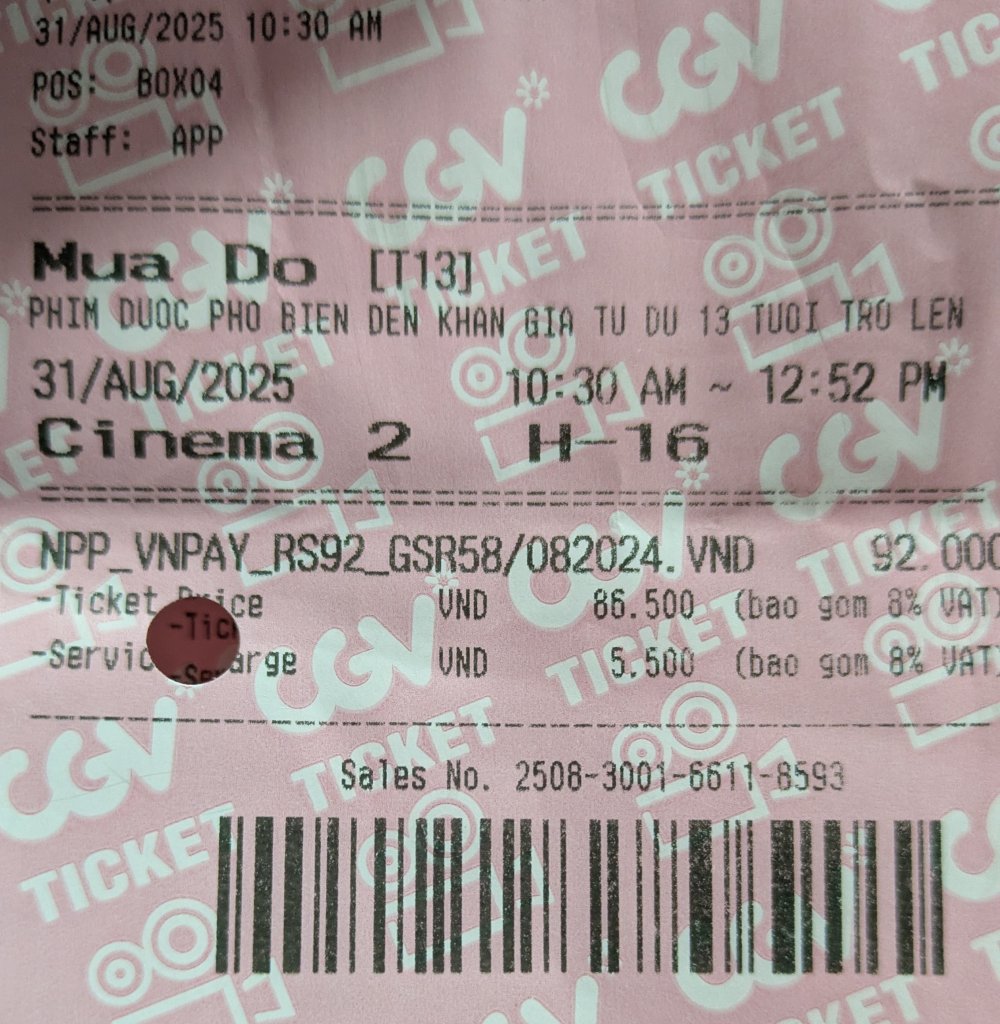 31/AUG/2025 10:30 AM
POS: BOX04
Staff: APP
Mua Do [T13]
PHIM DUOC PHO BIEN DEN KHAN GIA TU DU 13 TUOI TRO LEN
31/AUG/2025 10:30 AM ~ 12:52 PM
Cinema 2 H-16
NPP_VNPAY_RS92_GSR58/082024.VND 92.000
-Ticket VND 86.500 (bao gom 8% VAT)
VND 5.500 (bao gom 8% VAT)
Sales No. 2508-3001-6611-8593
CGV TICKET